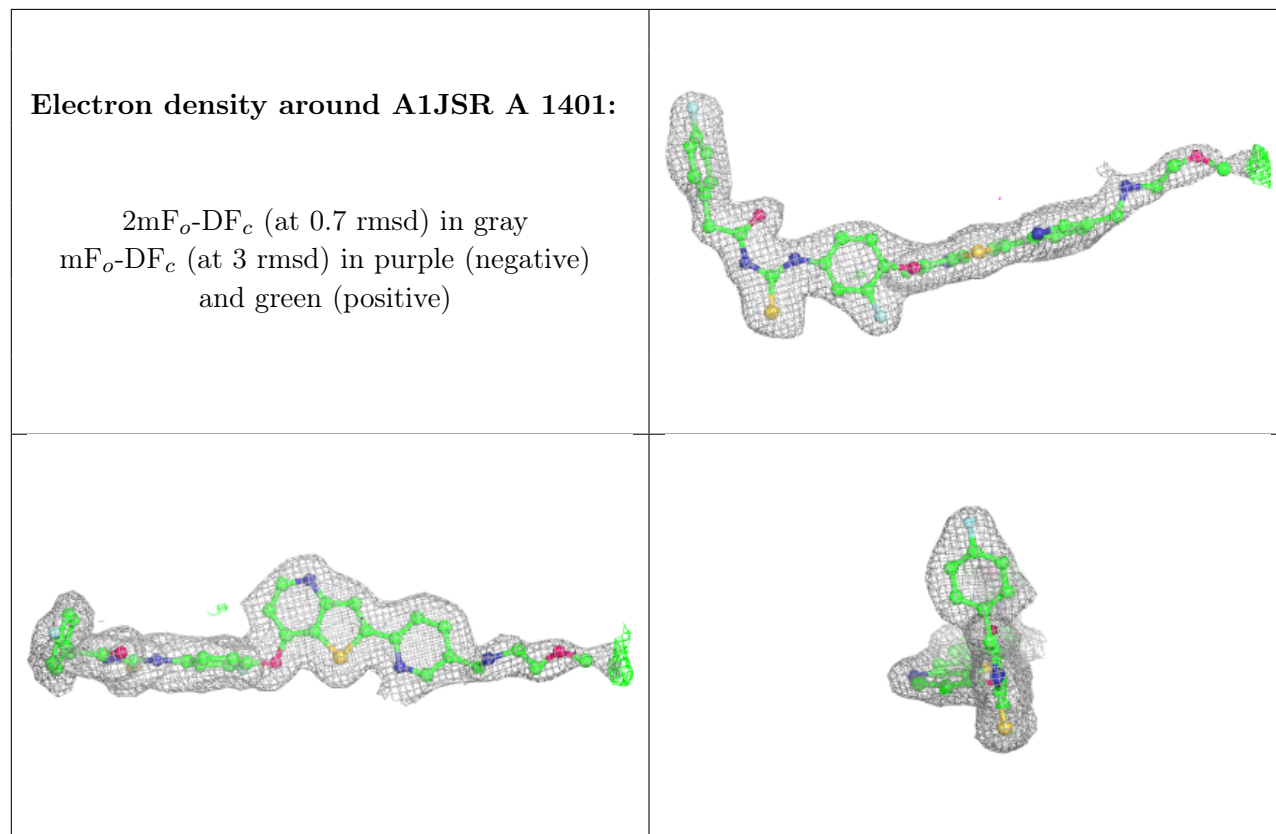 Electron density around A1JSR A 1401:
2mFₒ-DF𝒸 (at 0.7 rmsd) in gray
mFₒ-DF𝒸 (at 3 rmsd) in purple (negative)
and green (positive)